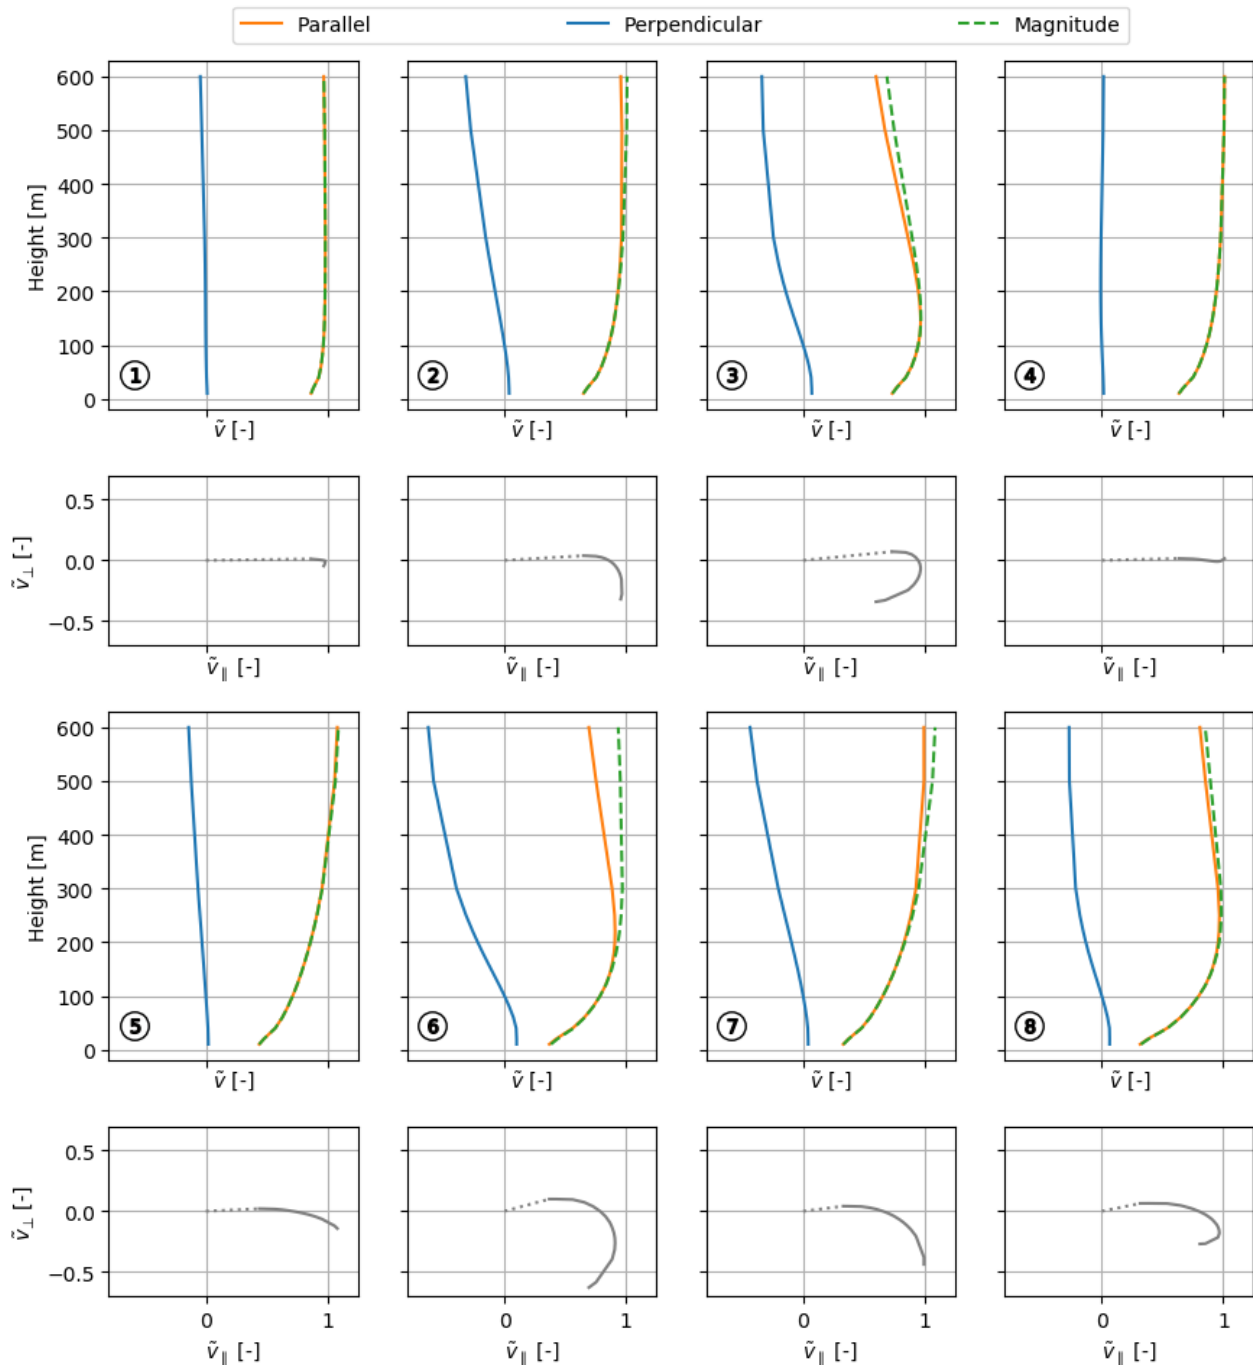 Parallel Perpendicular Magnitude
600
500
400
300
200
100
0
Height [m]
① ② ③ ④
ṽ [-] ṽ [-] ṽ [-] ṽ [-]
0.5
0.0
−0.5
ṽ⊥ [-]
ṽ∥ [-] ṽ∥ [-] ṽ∥ [-] ṽ∥ [-]
600
500
400
300
200
100
0
Height [m]
⑤ ⑥ ⑦ ⑧
ṽ [-] ṽ [-] ṽ [-] ṽ [-]
0.5
0.0
−0.5
ṽ⊥ [-]
0 1 0 1 0 1 0 1
ṽ∥ [-] ṽ∥ [-] ṽ∥ [-] ṽ∥ [-]